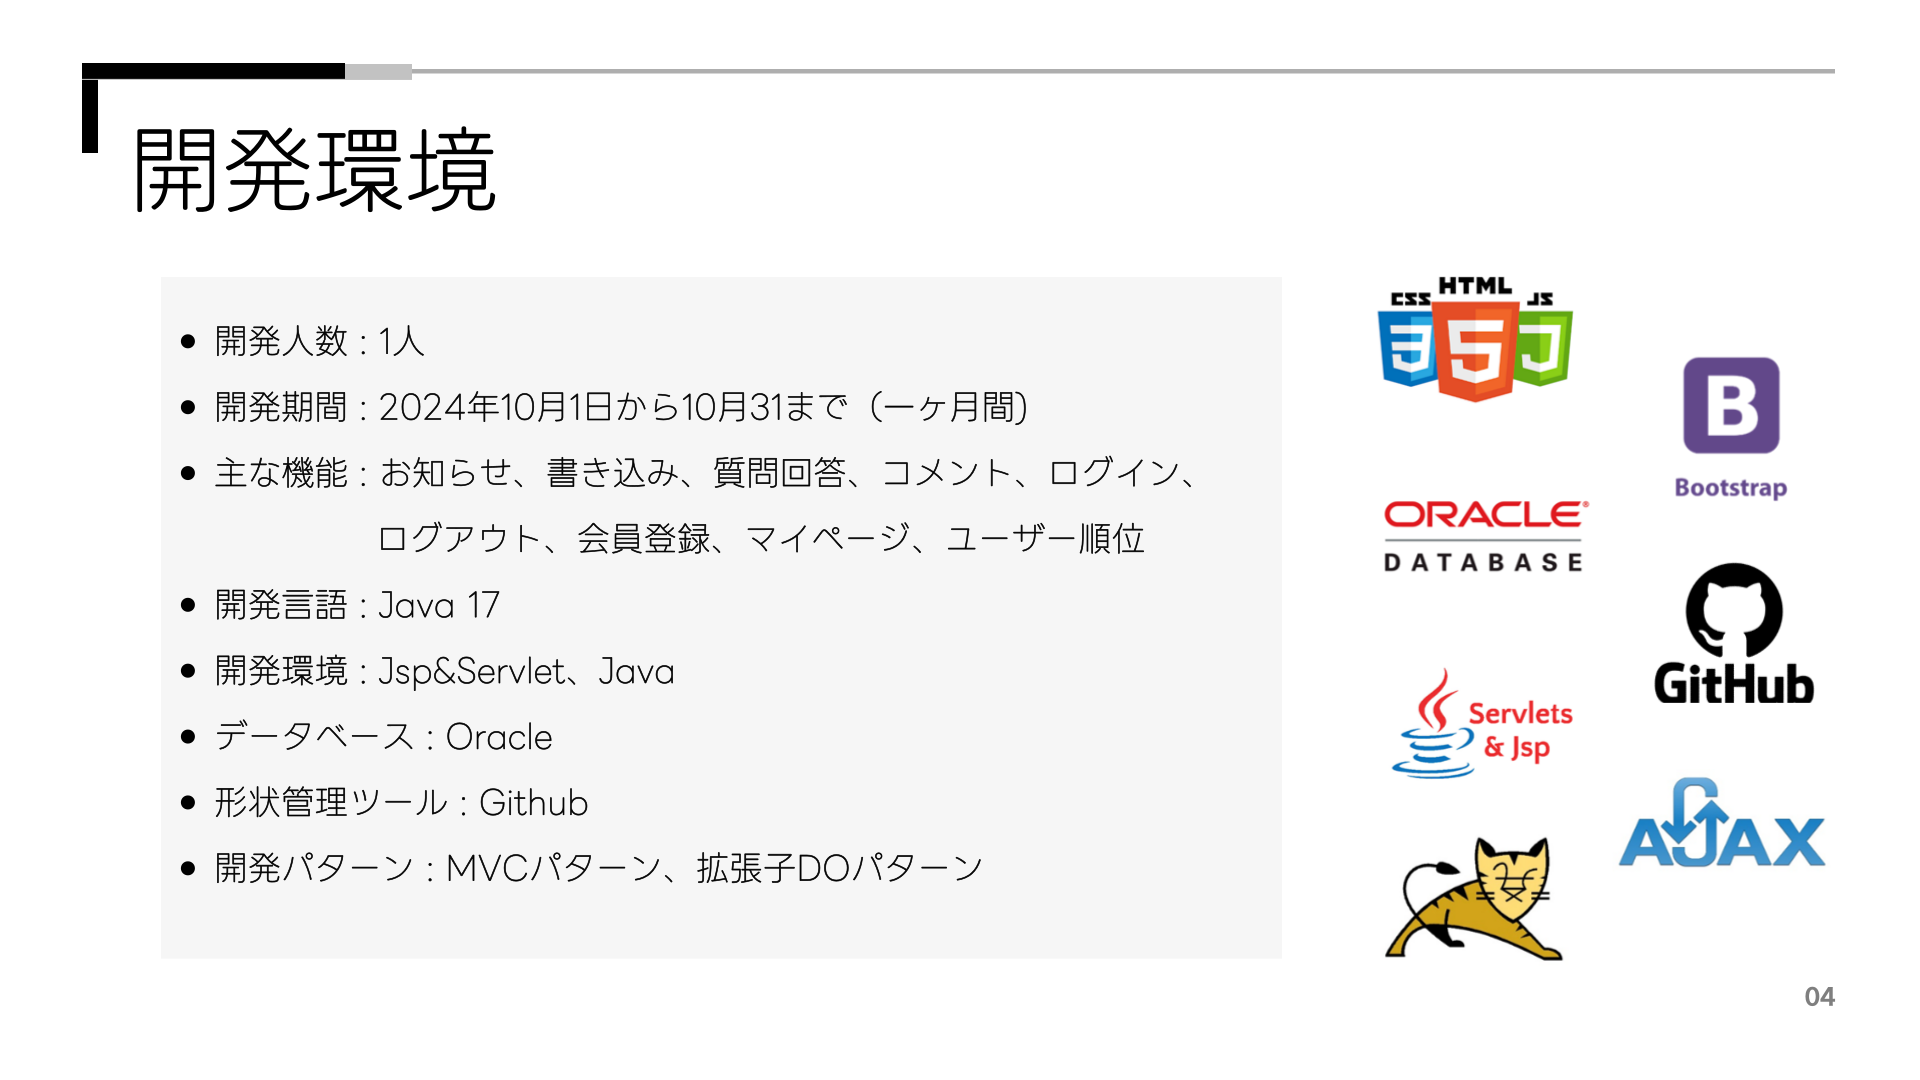 開発環境
● 開発人数 : 1人
● 開発期間 : 2024年10月1日から10月31まで（一ヶ月間)
● 主な機能 : お知らせ、書き込み、質問回答、コメント、ログイン、
ログアウト、会員登録、マイページ、ユーザー順位
● 開発言語 : Java 17
● 開発環境 : Jsp&Servlet、Java
● データベース : Oracle
● 形状管理ツール : Github
● 開発パターン : MVCパターン、拡張子DOパターン
CSS HTML JS
3 5 J
B
Bootstrap
ORACLE®
DATABASE
GitHub
Servlets
& Jsp
AJAX
04